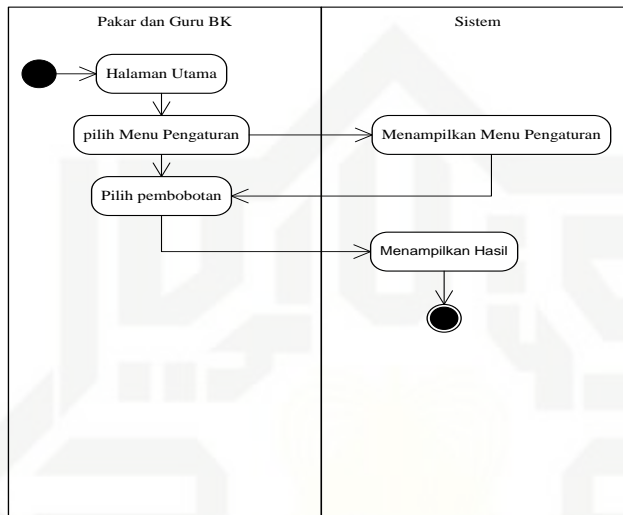 Pakar dan Guru BK
Sistem
Halaman Utama
pilih Menu Pengaturan
Menampilkan Menu Pengaturan
Pilih pembobotan
Menampilkan Hasil